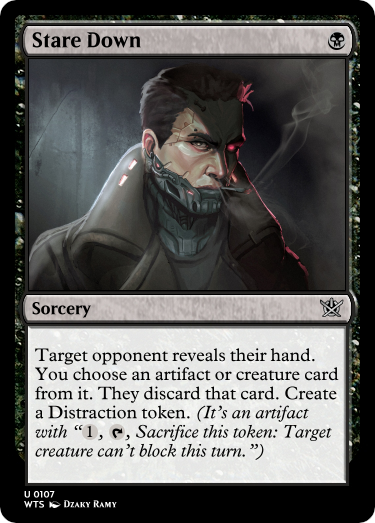 Stare Down
Sorcery
Target opponent reveals their hand.
You choose an artifact or creature card
from it. They discard that card. Create
a Distraction token. (It's an artifact
with “1, , Sacrifice this token: Target
creature can't block this turn.”)
U 0107
WTS Dzaky Ramy